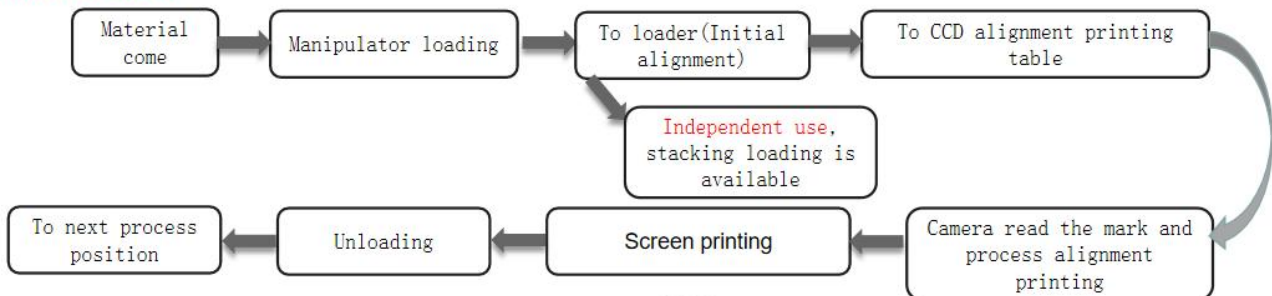 Material
come
Manipulator loading
To loader(Initial
alignment)
To CCD alignment printing
table
Independent use,
stacking loading is
available
Camera read the mark and
process alignment
printing
Screen printing
Unloading
To next process
position